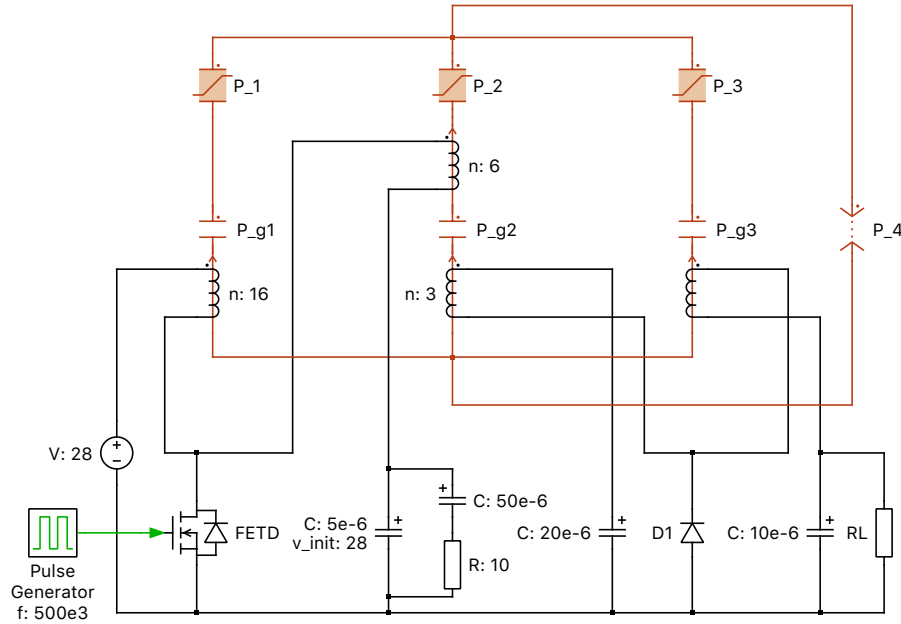 P_1
P_2
P_3
n: 6
P_g1
P_g2
P_g3
P_4
n: 16
n: 3
V: 28
+
−
+
C: 50e-6
C: 5e-6
v_init: 28
+
R: 10
C: 20e-6
+
D1
C: 10e-6
+
RL
FETD
Pulse
Generator
f: 500e3